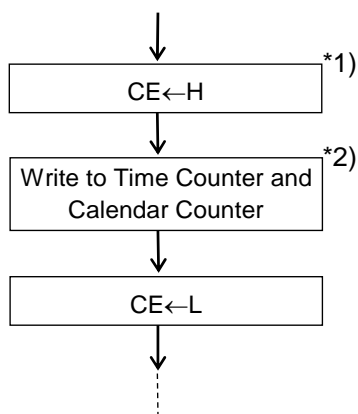 *1)
CE←H
*2)
Write to Time Counter and
Calendar Counter
CE←L